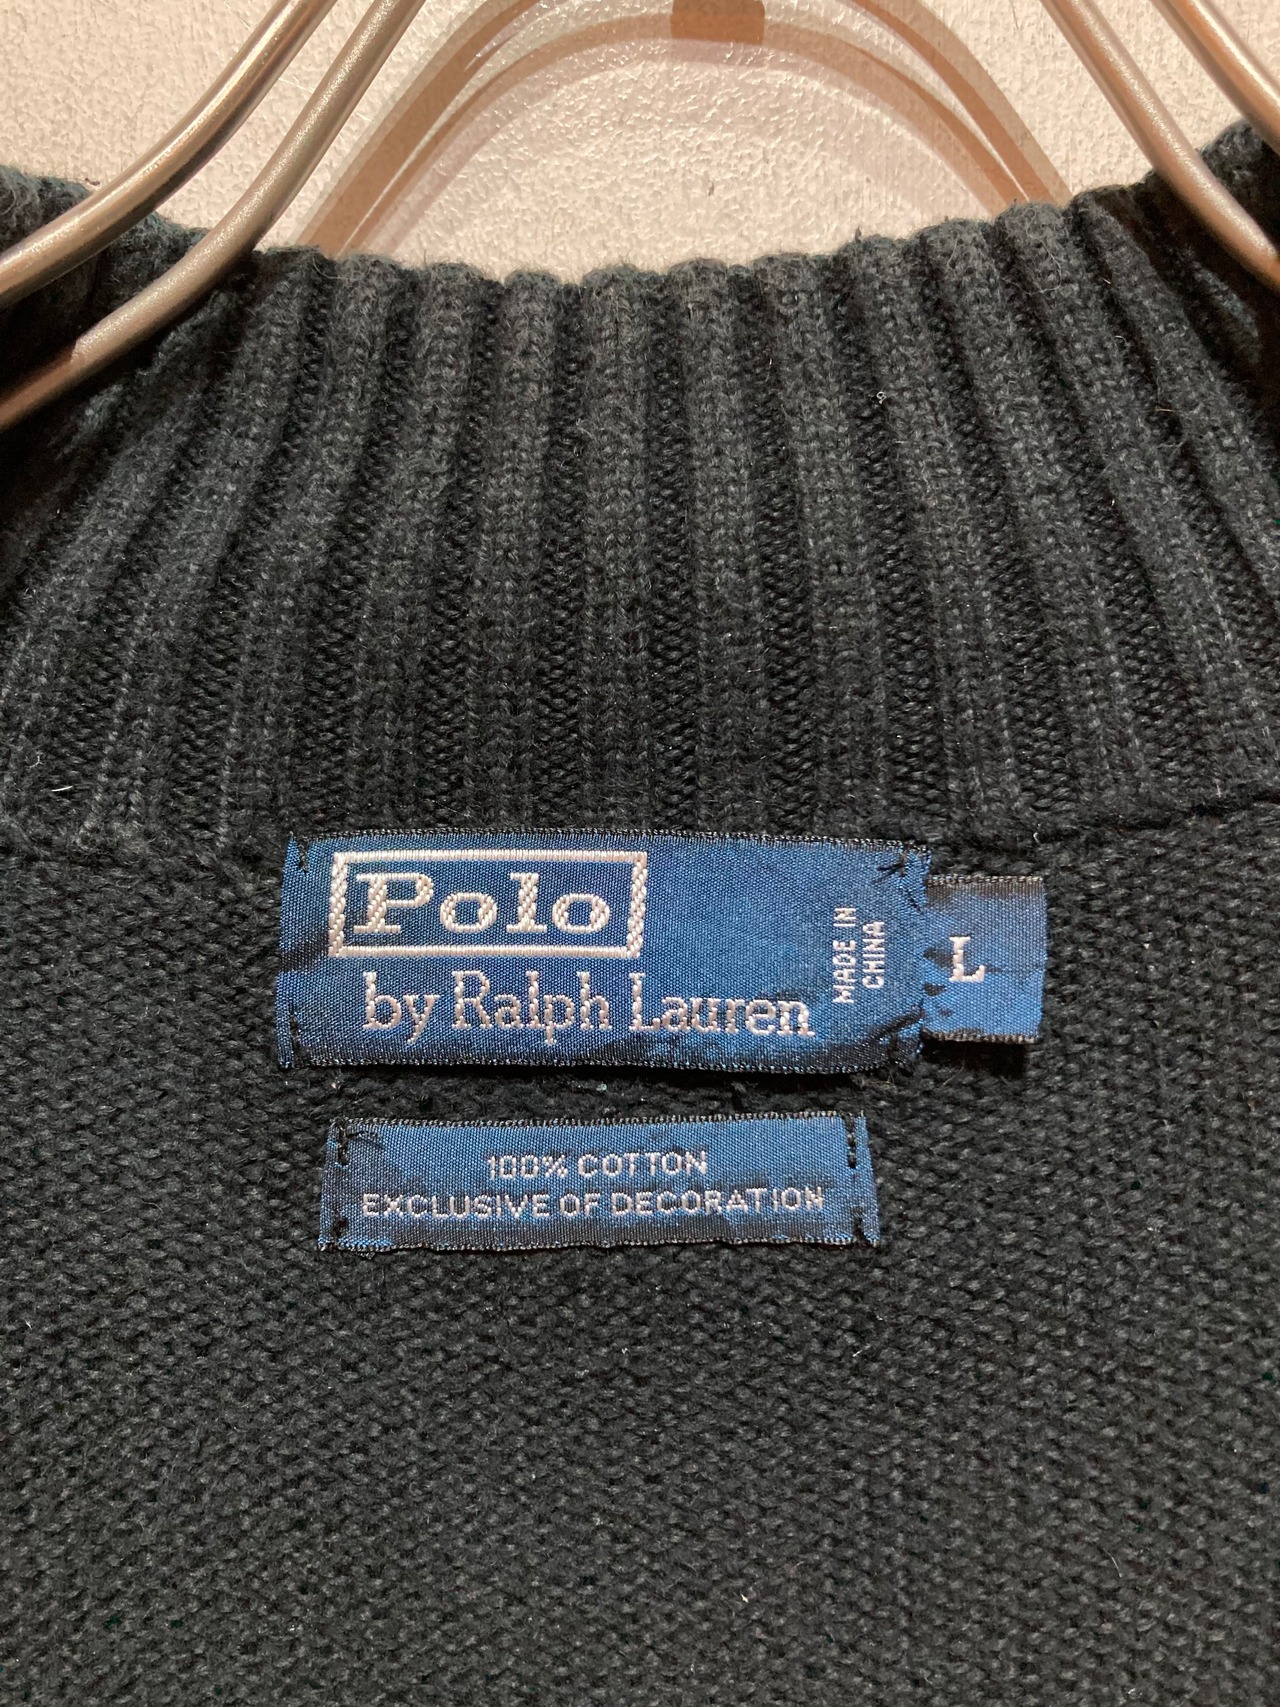 Polo
by Ralph Lauren
MADE IN
CHINA
L
100% COTTON
EXCLUSIVE OF DECORATION